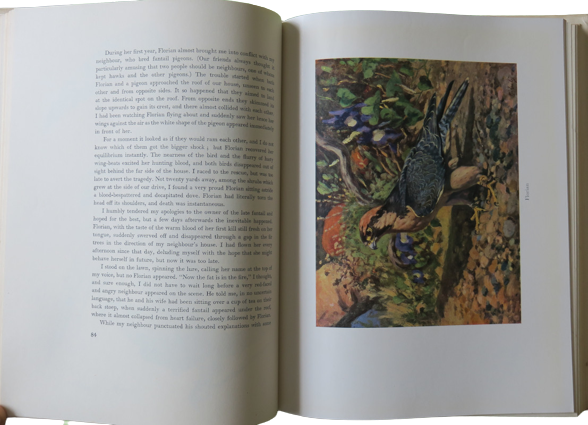 During her first year, Florian almost brought me into conflict with my
neighbour, who kept fantail pigeons. (Our friends always thought it
particularly amusing that two people should be neighbours, one of whom
kept hawks and the other pigeons.) The trouble started when
Florian and a pigeon approached the roof of our house,
other and from opposite sides. It so happened that they aimed to land
at the identical spot on the roof. From opposite ends they
slope upwards to gain its crest, and there almost collided with each other.
I had been watching Florian flying about and suddenly saw her
wings against the air as the white shape of the pigeon appeared immediately
in front of her.
For a moment it looked as if they would run each other, and I do not
know which of them got the bigger shock; but Florian recovered her
equilibrium instantly. The nearness of the bird and the flurry of
wing-beats excited her hunting blood, and both birds disappeared out of
sight behind the far side of the house. I raced to the rescue, but was too
late to avert the tragedy. Not twenty yards away, among the shrubs which
grew at the side of our drive, I found a very proud Florian sitting
a blood-bespattered and decapitated dove. Florian had literally torn the
head off its shoulders, and death was instantaneous.
I humbly tendered my apologies to the owner of the late fantail and
hoped for the best, but a few days afterwards the inevitable happened.
Florian, with the taste of the warm blood of her first kill still fresh on her
tongue, suddenly veered off and disappeared through a gap in the
trees in the direction of my neighbour's house. I had flown her every
afternoon since that day, deluding myself with the hope that she might
behave herself in future, but now it was too late.
I stood on the lawn, spinning the lure, calling her name at the top of
my voice, but no Florian appeared. "Now the fat is in the fire," I thought,
and sure enough, I did not have to wait long before a very
and angry neighbour appeared on the scene. He told me, in no uncertain
language, that he and his wife had been sitting over a cup of tea on their
back stoep, when suddenly a terrified fantail appeared under the
where it almost collapsed from heart failure, closely followed by Florian.
While my neighbour punctuated his shouted explanations with
84
Florian